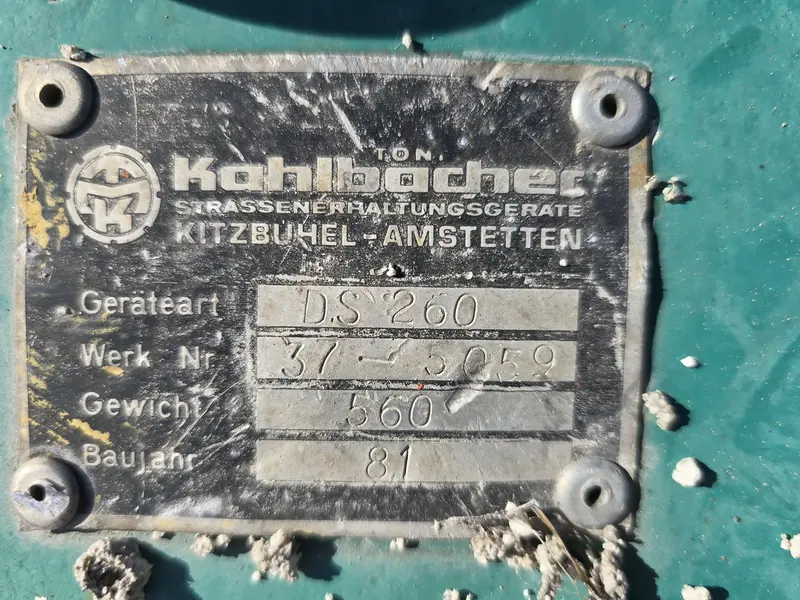 TON.
Kahlbacher
STRASSENERHALTUNGSGERÄTE
KITZBÜHEL-AMSTETTEN
Geräteart D.S 260
Werk Nr 37-5059
Gewicht 560
Baujahr 81